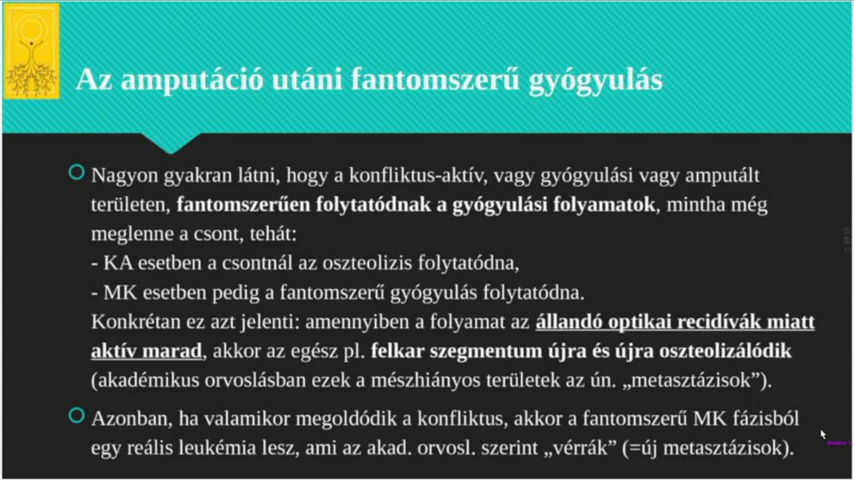 Az amputáció utáni fantomszerű gyógyulás
Nagyon gyakran látni, hogy a konfliktus-aktív, vagy gyógyulási vagy amputált
területen, fantomszerűen folytatódnak a gyógyulási folyamatok, mintha még
meglenne a csont, tehát:
- KA esetben a csontnál az oszteolizis folytatódna,
- MK esetben pedig a fantomszerű gyógyulás folytatódna.
Konkrétan ez azt jelenti: amennyiben a folyamat az állandó optikai recidívák miatt
aktív marad, akkor az egész pl. felkar szegmentum újra és újra oszteolizálódik
(akadémikus orvoslásban ezek a mészhiányos területek az ún. „metasztázisok”).
Azonban, ha valamikor megoldódik a konfliktus, akkor a fantomszerű MK fázisból
egy reális leukémia lesz, ami az akad. orvosl. szerint „vérrák” (=új metasztázisok).